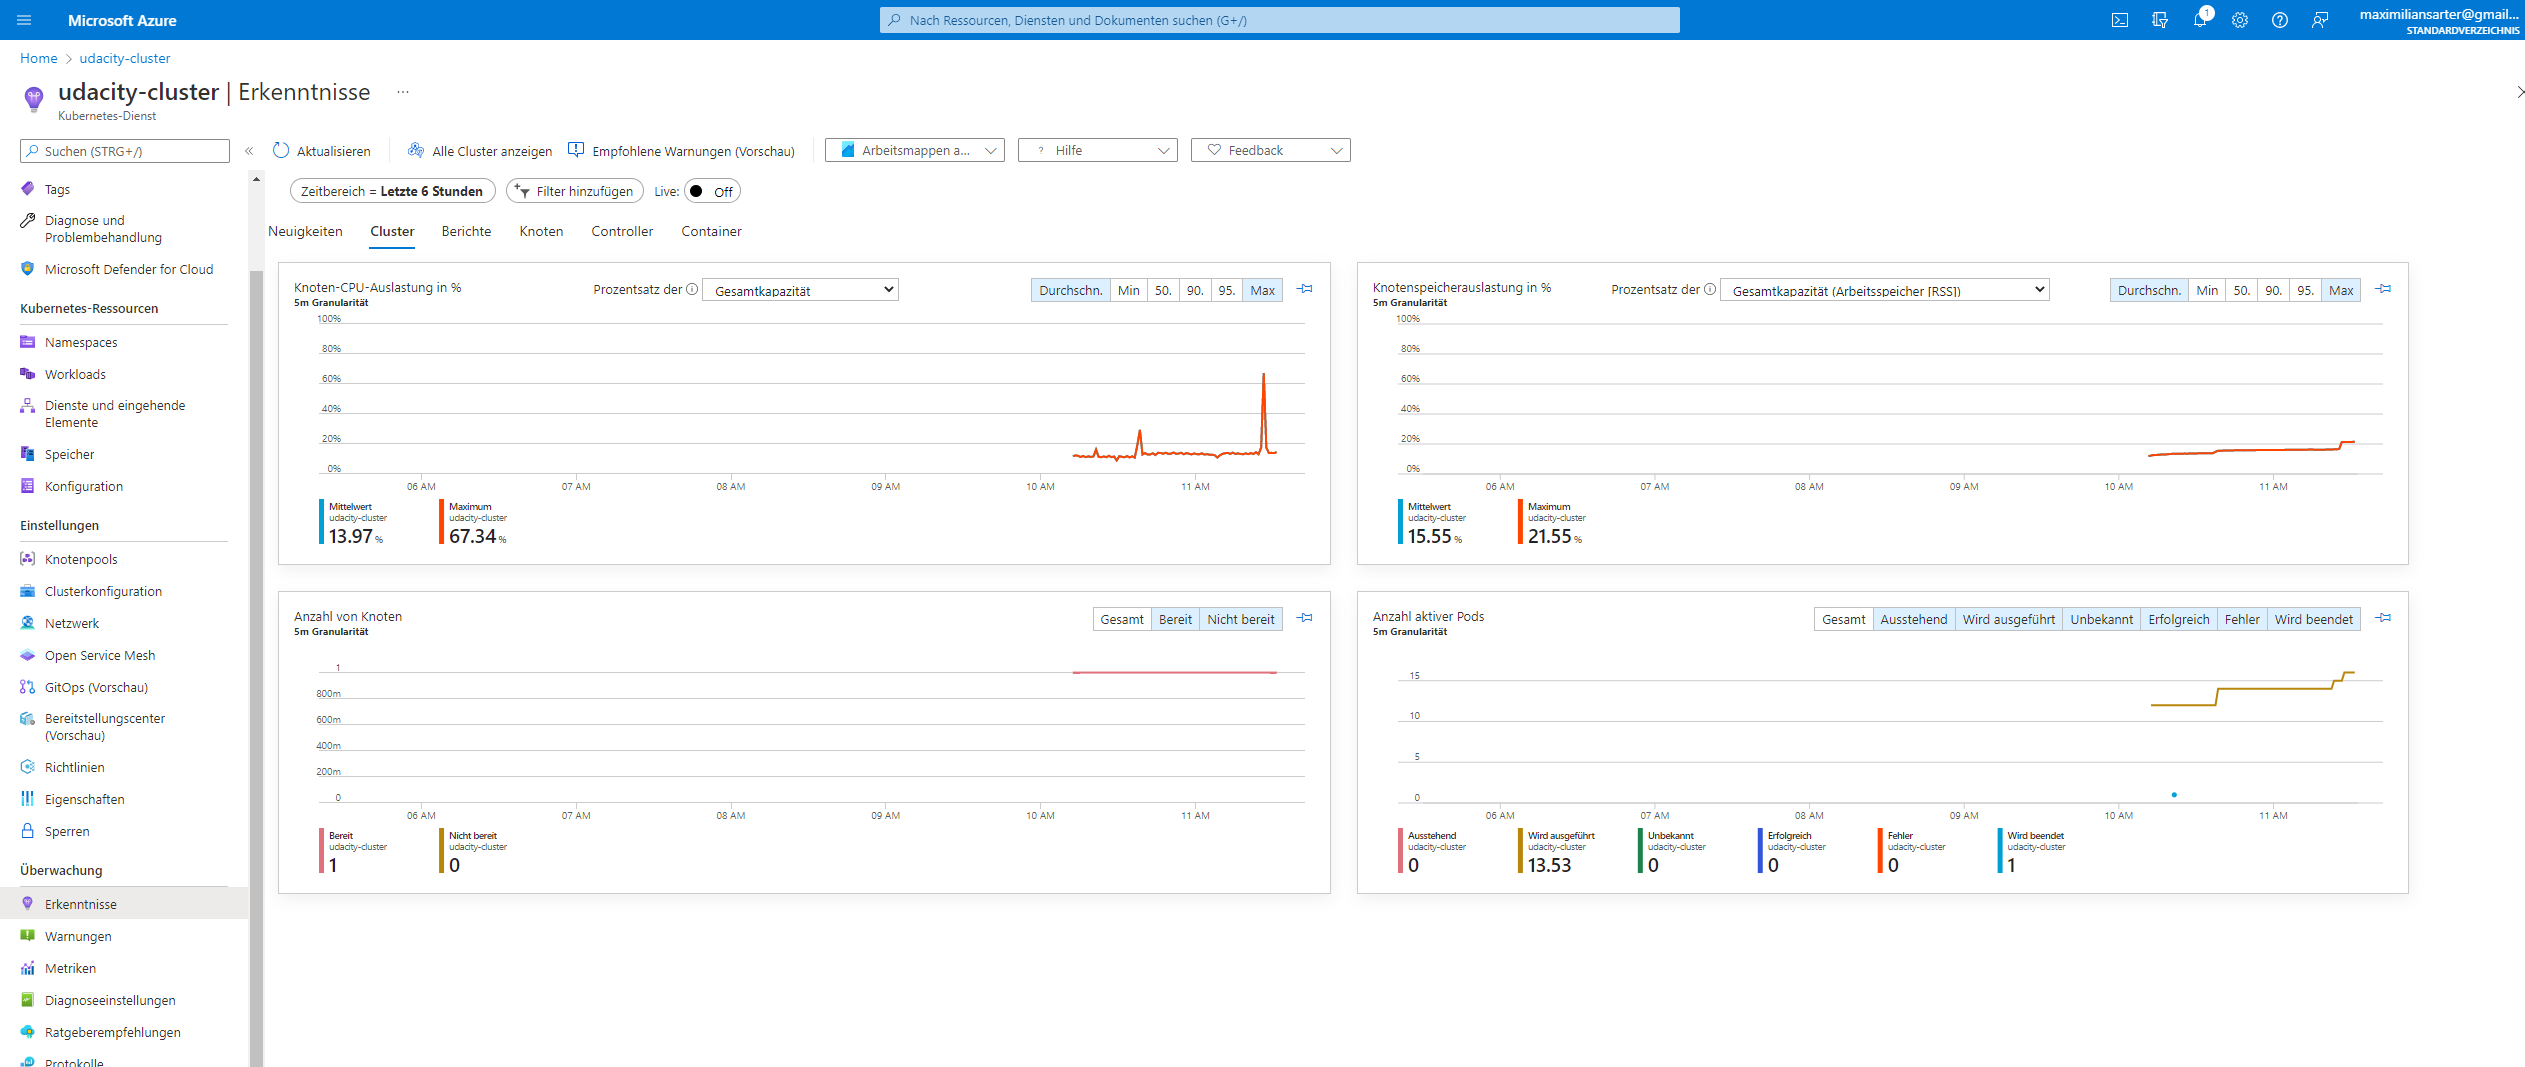 Microsoft Azure
Nach Ressourcen, Diensten und Dokumenten suchen (G+/)
1
maximiliansarter@gmail...
STANDARDVERZEICHNIS
Home
udacity-cluster
udacity-cluster | Erkenntnisse
...
Kubernetes-Dienst
Suchen (STRG+/)
«
Aktualisieren
Alle Cluster anzeigen
Empfohlene Warnungen (Vorschau)
Arbeitsmappen a...
? Hilfe
Feedback
Tags
Diagnose und
Problembehandlung
Microsoft Defender for Cloud
Kubernetes-Ressourcen
Namespaces
Workloads
Dienste und eingehende
Elemente
Speicher
Konfiguration
Einstellungen
Knotenpools
Clusterkonfiguration
Netzwerk
Open Service Mesh
GitOps (Vorschau)
Bereitstellungscenter
(Vorschau)
Richtlinien
Eigenschaften
Sperren
Überwachung
Erkenntnisse
Warnungen
Metriken
Diagnoseeinstellungen
Ratgeberempfehlungen
Protokolle
Zeitbereich = Letzte 6 Stunden
Filter hinzufügen
Live: Off
Neuigkeiten Cluster Berichte Knoten Controller Container
Knoten-CPU-Auslastung in %
5m Granularität
Prozentsatz der
Gesamtkapazität
Durchschn. Min 50. 90. 95. Max
100%
80%
60%
40%
20%
0%
06 AM 07 AM 08 AM 09 AM 10 AM 11 AM
Mittelwert
udacity-cluster
13.97 %
Maximum
udacity-cluster
67.34 %
Knotenspeicherauslastung in %
5m Granularität
Prozentsatz der
Gesamtkapazität (Arbeitsspeicher [RSS])
Durchschn. Min 50. 90. 95. Max
100%
80%
60%
40%
20%
0%
06 AM 07 AM 08 AM 09 AM 10 AM 11 AM
Mittelwert
udacity-cluster
15.55 %
Maximum
udacity-cluster
21.55 %
Anzahl von Knoten
5m Granularität
Gesamt Bereit Nicht bereit
1
800m
600m
400m
200m
0
06 AM 07 AM 08 AM 09 AM 10 AM 11 AM
Bereit
udacity-cluster
1
Nicht bereit
udacity-cluster
0
Anzahl aktiver Pods
5m Granularität
Gesamt Ausstehend Wird ausgeführt Unbekannt Erfolgreich Fehler Wird beendet
15
10
5
0
06 AM 07 AM 08 AM 09 AM 10 AM 11 AM
Ausstehend
udacity-cluster
0
Wird ausgeführt
udacity-cluster
13.53
Unbekannt
udacity-cluster
0
Erfolgreich
udacity-cluster
0
Fehler
udacity-cluster
0
Wird beendet
udacity-cluster
1